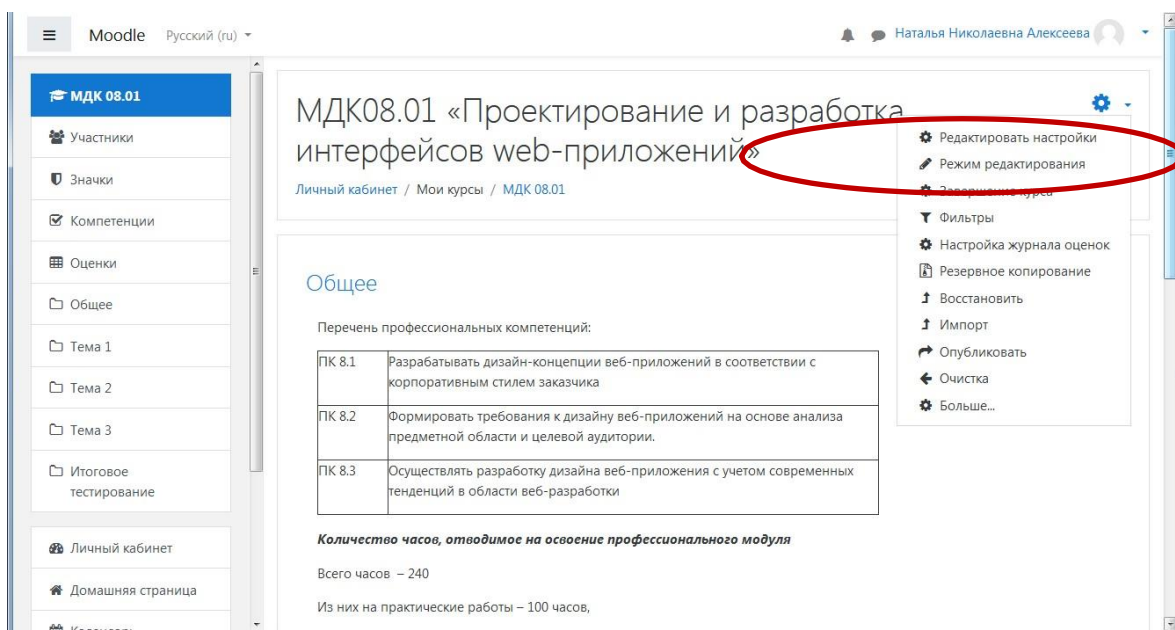 Moodle Русский (ru)
Наталья Николаевна Алексеева
МДК 08.01
Участники
Значки
Компетенции
Оценки
Общее
Тема 1
Тема 2
Тема 3
Итоговое
тестирование
Личный кабинет
Домашняя страница
Календарь
МДК08.01 «Проектирование и разработка
интерфейсов web-приложений»
Личный кабинет / Мои курсы / МДК 08.01
Редактировать настройки
Режим редактирования
Завершение курса
Фильтры
Настройка журнала оценок
Резервное копирование
Восстановить
Импорт
Опубликовать
Очистка
Больше...
Общее
Перечень профессиональных компетенций:
ПК 8.1 Разрабатывать дизайн-концепции веб-приложений в соответствии с
корпоративным стилем заказчика
ПК 8.2 Формировать требования к дизайну веб-приложений на основе анализа
предметной области и целевой аудитории.
ПК 8.3 Осуществлять разработку дизайна веб-приложения с учетом современных
тенденций в области веб-разработки
Количество часов, отводимое на освоение профессионального модуля
Всего часов – 240
Из них на практические работы – 100 часов,